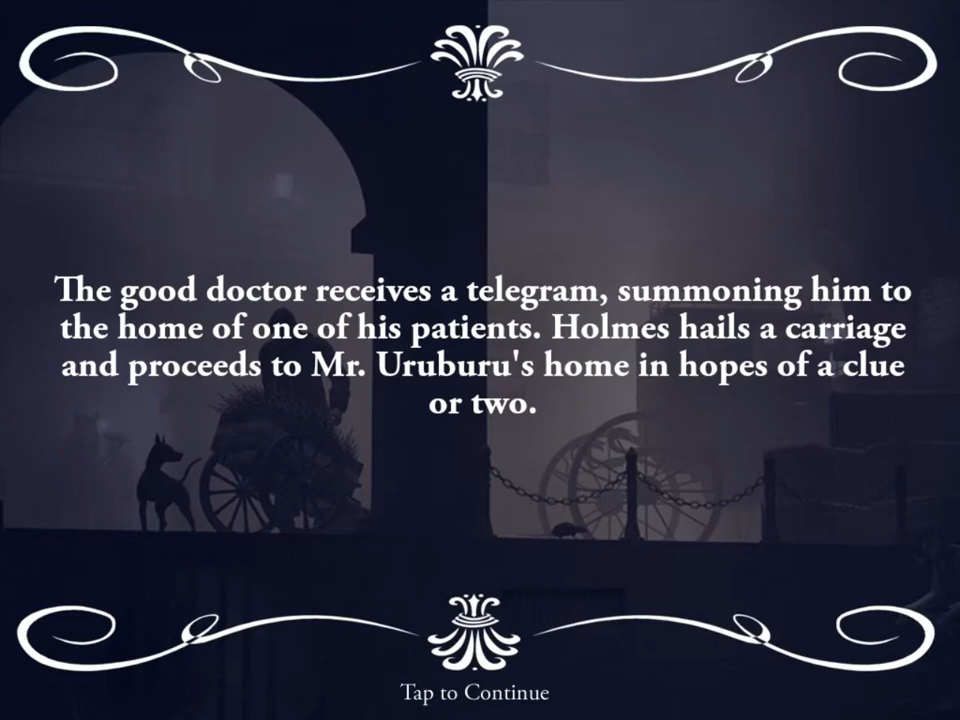 The good doctor receives a telegram, summoning him to
the home of one of his patients. Holmes hails a carriage
and proceeds to Mr. Uruburu's home in hopes of a clue
or two.
Tap to Continue